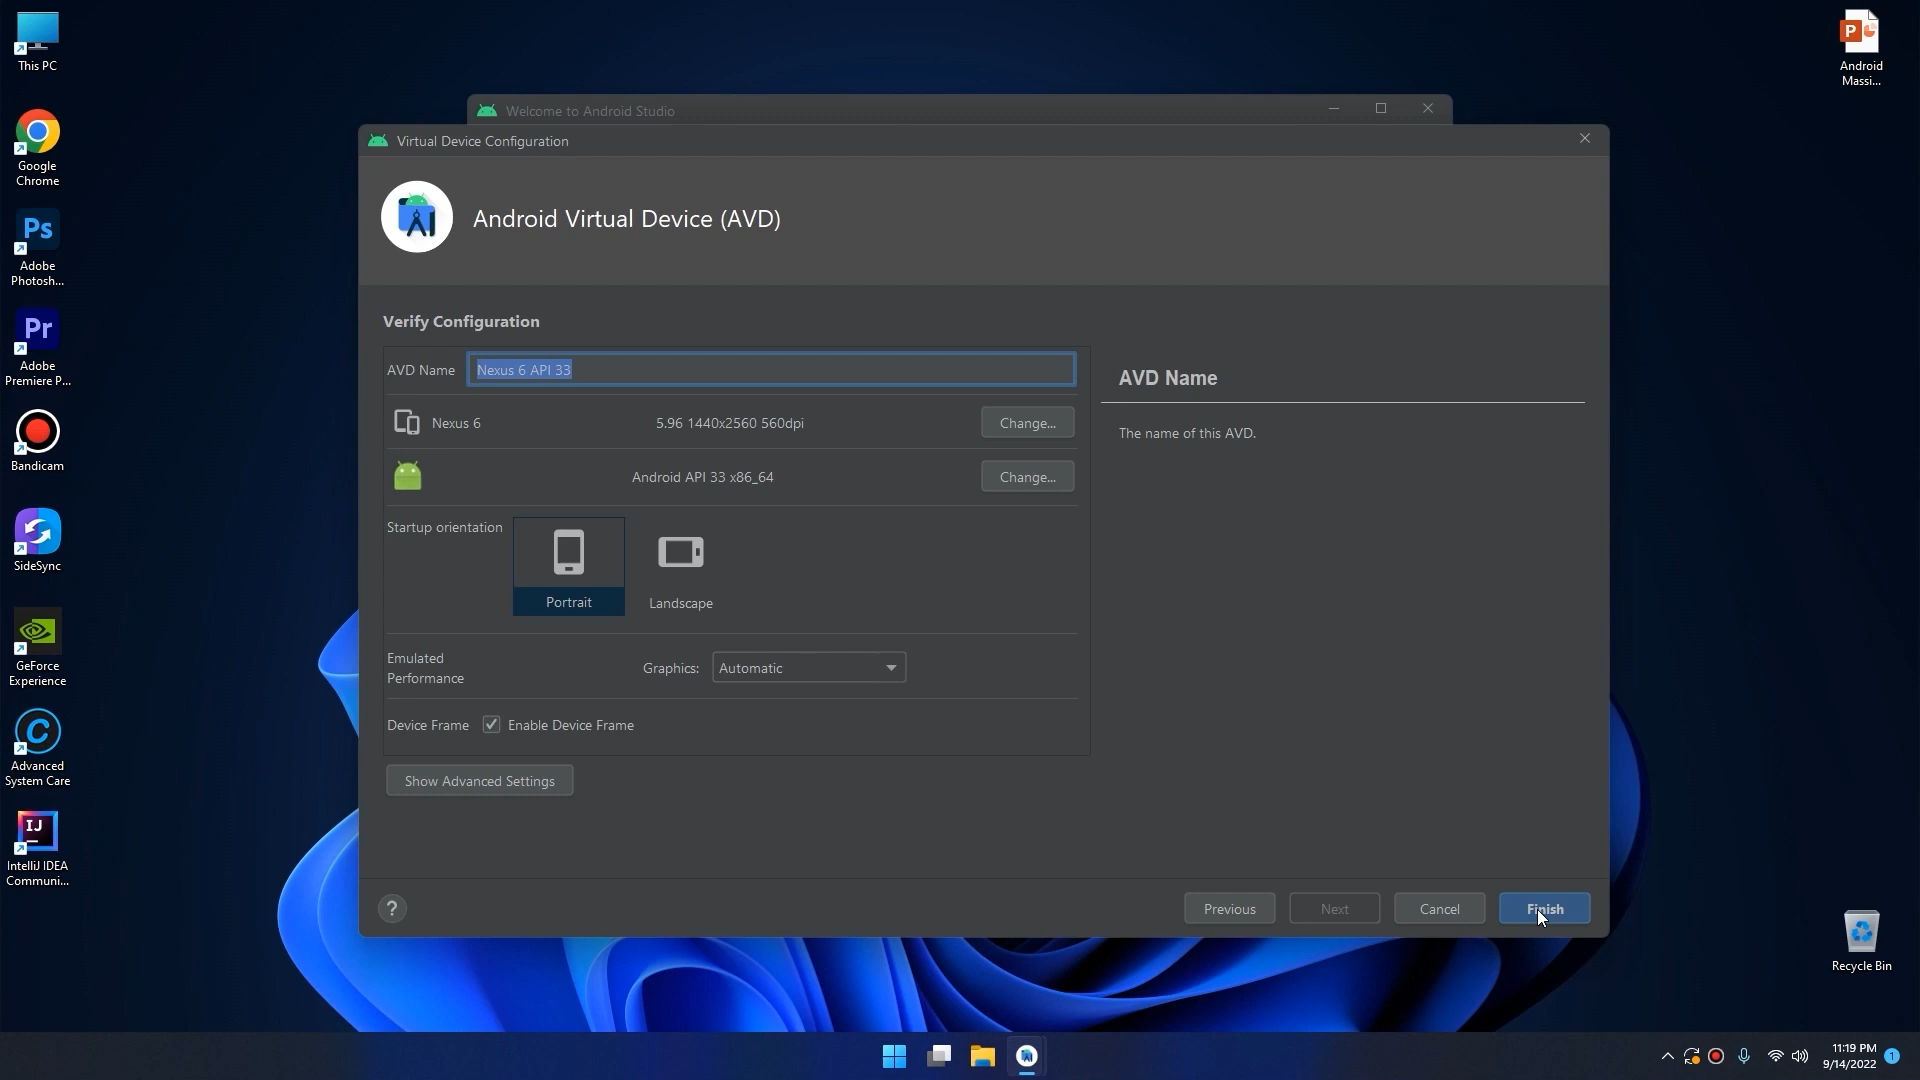 This PC
Google
Chrome
Ps
Adobe
Photosh...
Pr
Adobe
Premiere P...
Bandicam
SideSync
GeForce
Experience
C
Advanced
System Care
IJ
IntelliJ IDEA
Communi...
P
Android
Massi...
Recycle Bin
Welcome to Android Studio
Virtual Device Configuration
Android Virtual Device (AVD)
Verify Configuration
AVD Name
Nexus 6 API 33
Nexus 6
5.96 1440x2560 560dpi
Change...
Android API 33 x86_64
Change...
Startup orientation
Portrait
Landscape
Emulated
Performance
Graphics:
Automatic
Device Frame
Enable Device Frame
Show Advanced Settings
AVD Name
The name of this AVD.
?
Previous
Next
Cancel
Finish
11:19 PM
9/14/2022
1